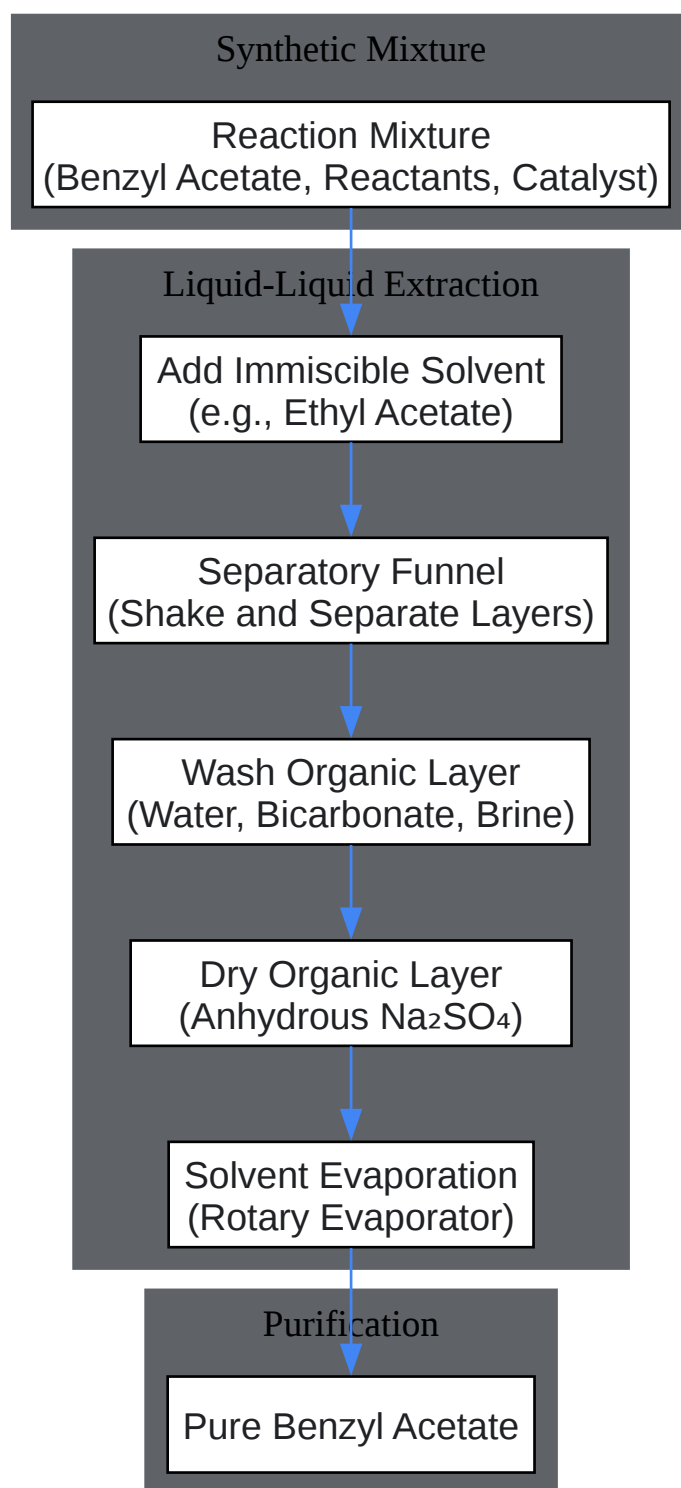 Synthetic Mixture
Reaction Mixture
(Benzyl Acetate, Reactants, Catalyst)
Liquid-Liquid Extraction
Add Immiscible Solvent
(e.g., Ethyl Acetate)
Separatory Funnel
(Shake and Separate Layers)
Wash Organic Layer
(Water, Bicarbonate, Brine)
Dry Organic Layer
(Anhydrous Na₂SO₄)
Solvent Evaporation
(Rotary Evaporator)
Purification
Pure Benzyl Acetate